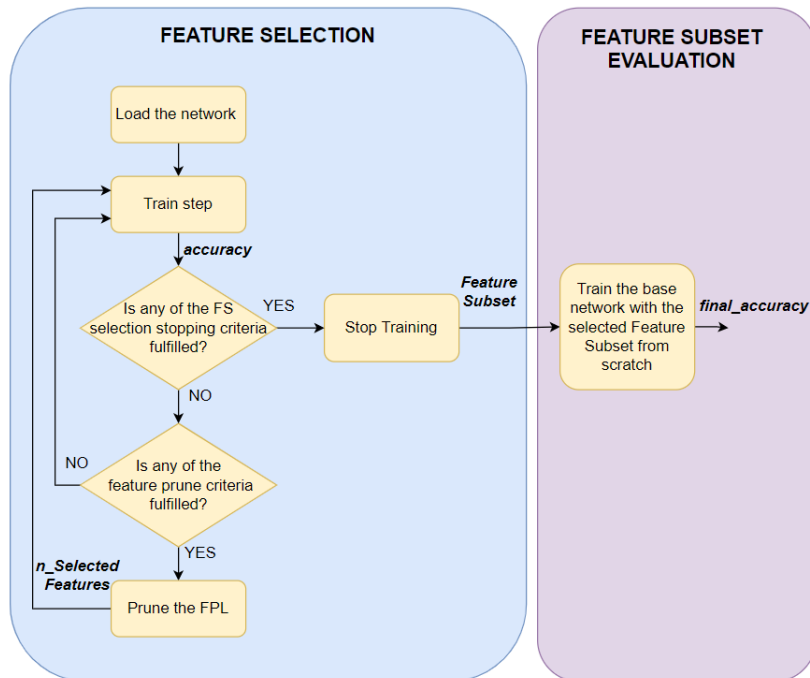 FEATURE SELECTION
Load the network
Train step
accuracy
Is any of the FS
selection stopping criteria
fulfilled?
YES
Stop Training
Feature
Subset
NO
Is any of the
feature prune criteria
fulfilled?
NO
YES
n_Selected
Features
Prune the FPL
FEATURE SUBSET
EVALUATION
Train the base
network with the
selected Feature
Subset from
scratch
final_accuracy